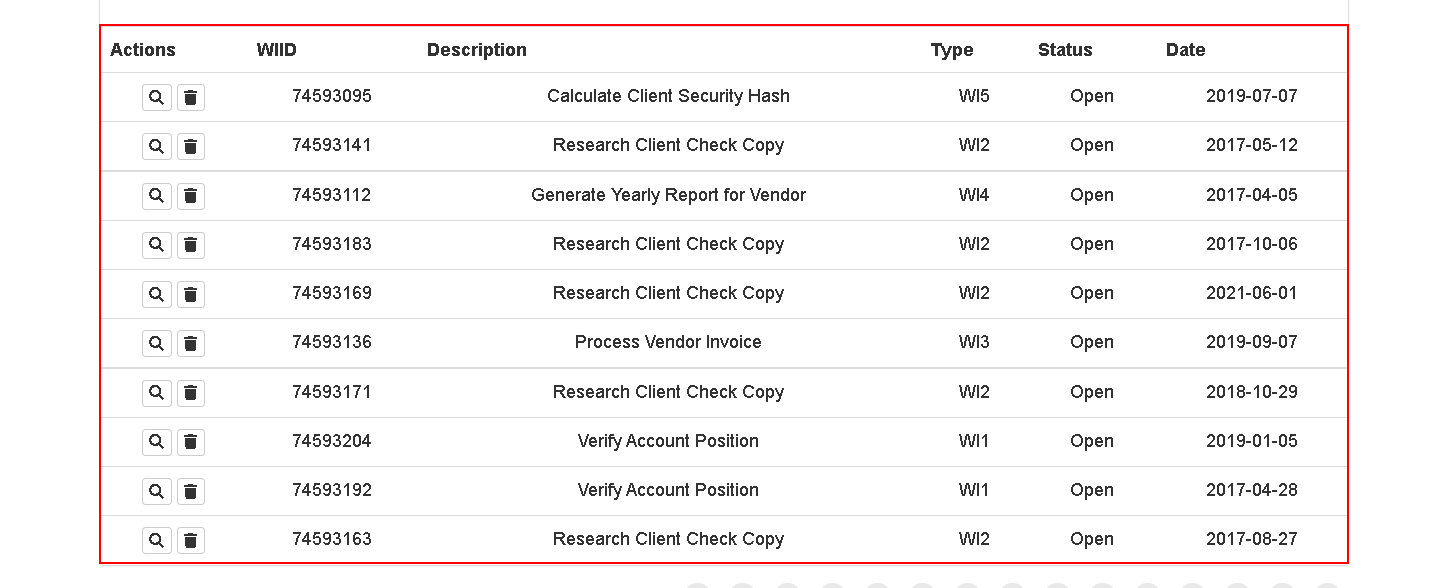 Actions WIID Description Type Status Date
74593095 Calculate Client Security Hash WI5 Open 2019-07-07
74593141 Research Client Check Copy WI2 Open 2017-05-12
74593112 Generate Yearly Report for Vendor WI4 Open 2017-04-05
74593183 Research Client Check Copy WI2 Open 2017-10-06
74593169 Research Client Check Copy WI2 Open 2021-06-01
74593136 Process Vendor Invoice WI3 Open 2019-09-07
74593171 Research Client Check Copy WI2 Open 2018-10-29
74593204 Verify Account Position WI1 Open 2019-01-05
74593192 Verify Account Position WI1 Open 2017-04-28
74593163 Research Client Check Copy WI2 Open 2017-08-27